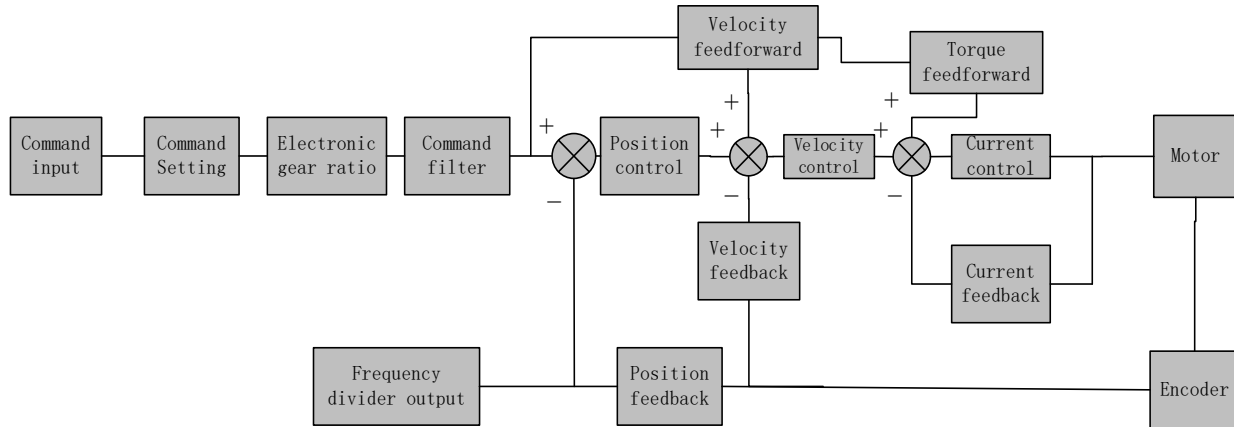 Velocity
feedforward
Torque
feedforward
+
+
Command
input
Command
Setting
Electronic
gear ratio
Command
filter
+
Position
control
+
Velocity
control
+
Current
control
Motor
−
−
−
Velocity
feedback
Current
feedback
Frequency
divider output
Position
feedback
Encoder